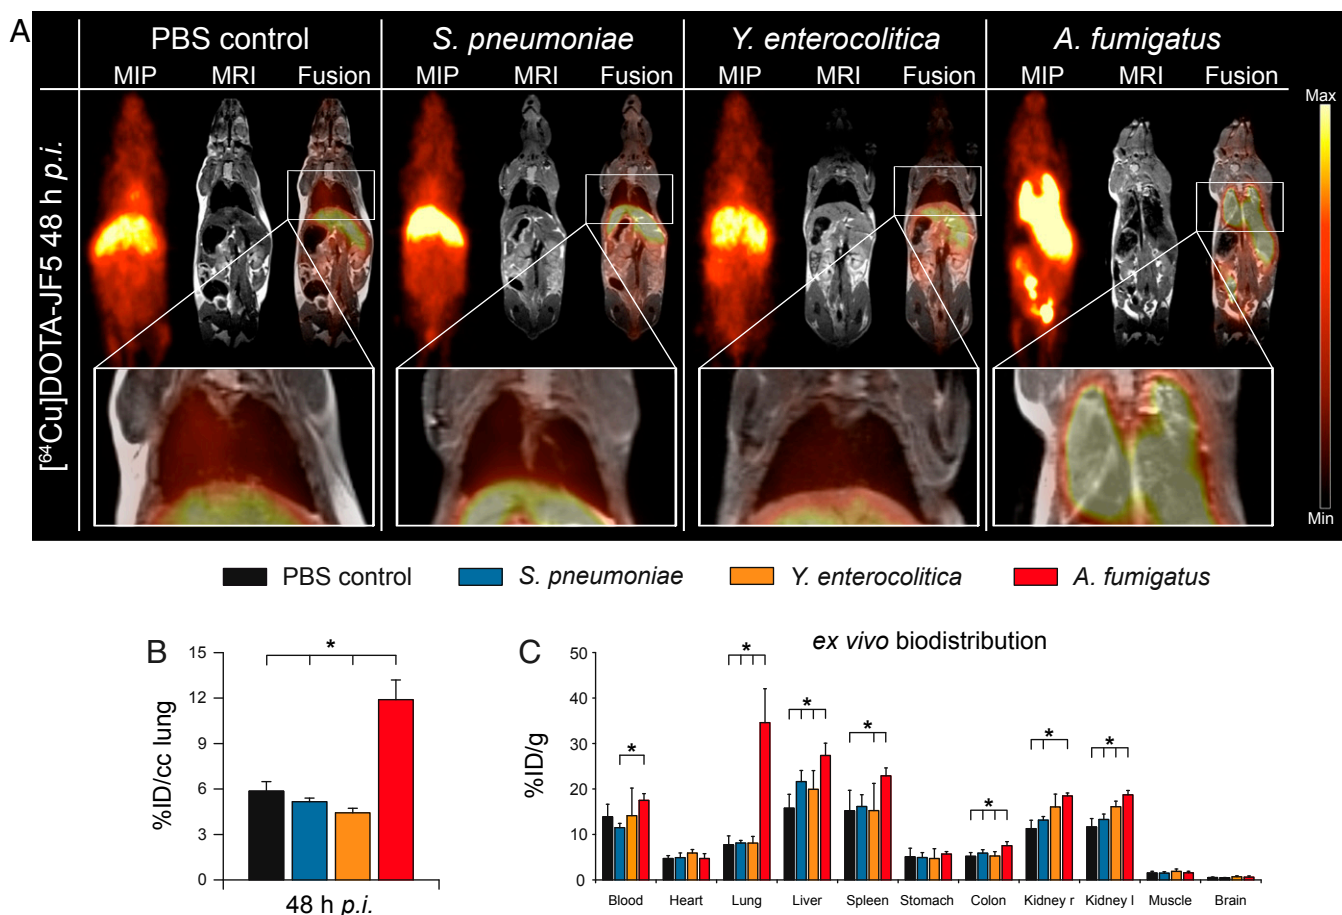 A
PBS control
S. pneumoniae
Y. enterocolitica
A. fumigatus
MIP MRI Fusion
MIP MRI Fusion
MIP MRI Fusion
MIP MRI Fusion
[64Cu]DOTA-JF5 48 h p.i.
Max
Min
PBS control
S. pneumoniae
Y. enterocolitica
A. fumigatus
B
%ID/cc lung
15
12
9
6
3
0
*
48 h p.i.
C
ex vivo biodistribution
%ID/g
50
40
30
20
10
0
* * * * * * *
Blood Heart Lung Liver Spleen Stomach Colon Kidney r Kidney l Muscle Brain